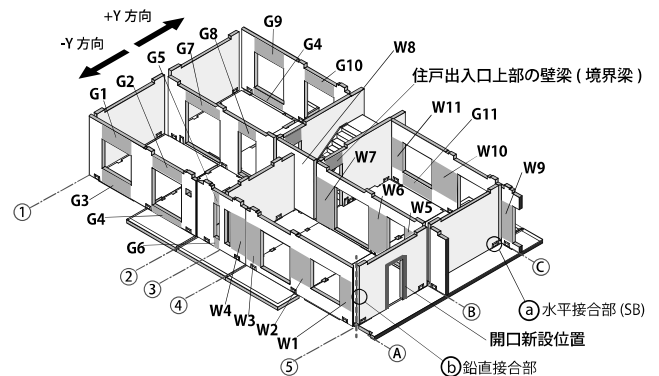 +Y 方向
-Y 方向
G9
G8
G4
W8
G7
G10
G5
G2
G1
住戸出入口上部の壁梁 ( 境界梁 )
W11
G11
W7
W10
W9
W6
W5
①
G3
G4
G6
②
③
④
W4
W3
W2
W1
⑤
Ⓐ
Ⓑ
Ⓒ
ⓐ 水平接合部 (SB)
開口新設位置
ⓑ 鉛直接合部